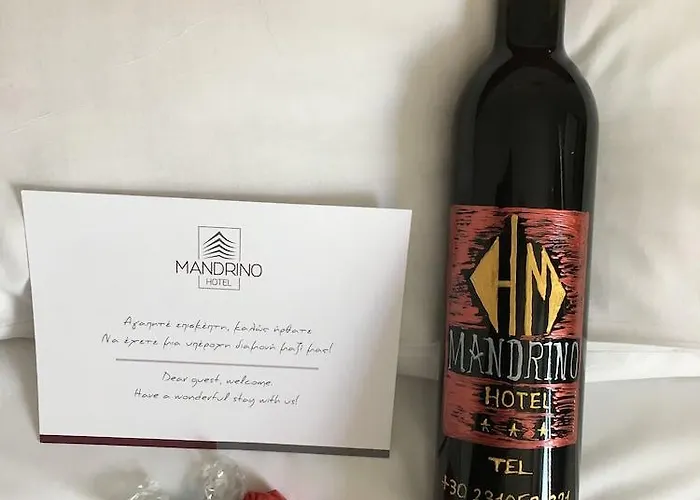 MANDRINO
HOTEL
Αγαπητέ επισκέπτη, καλώς ήρθατε
Να έχετε μια υπέροχη διαμονή μαζί μας!
Dear guest, welcome.
Have a wonderful stay with us!
HM
MANDRINO
HOTEL
TEL